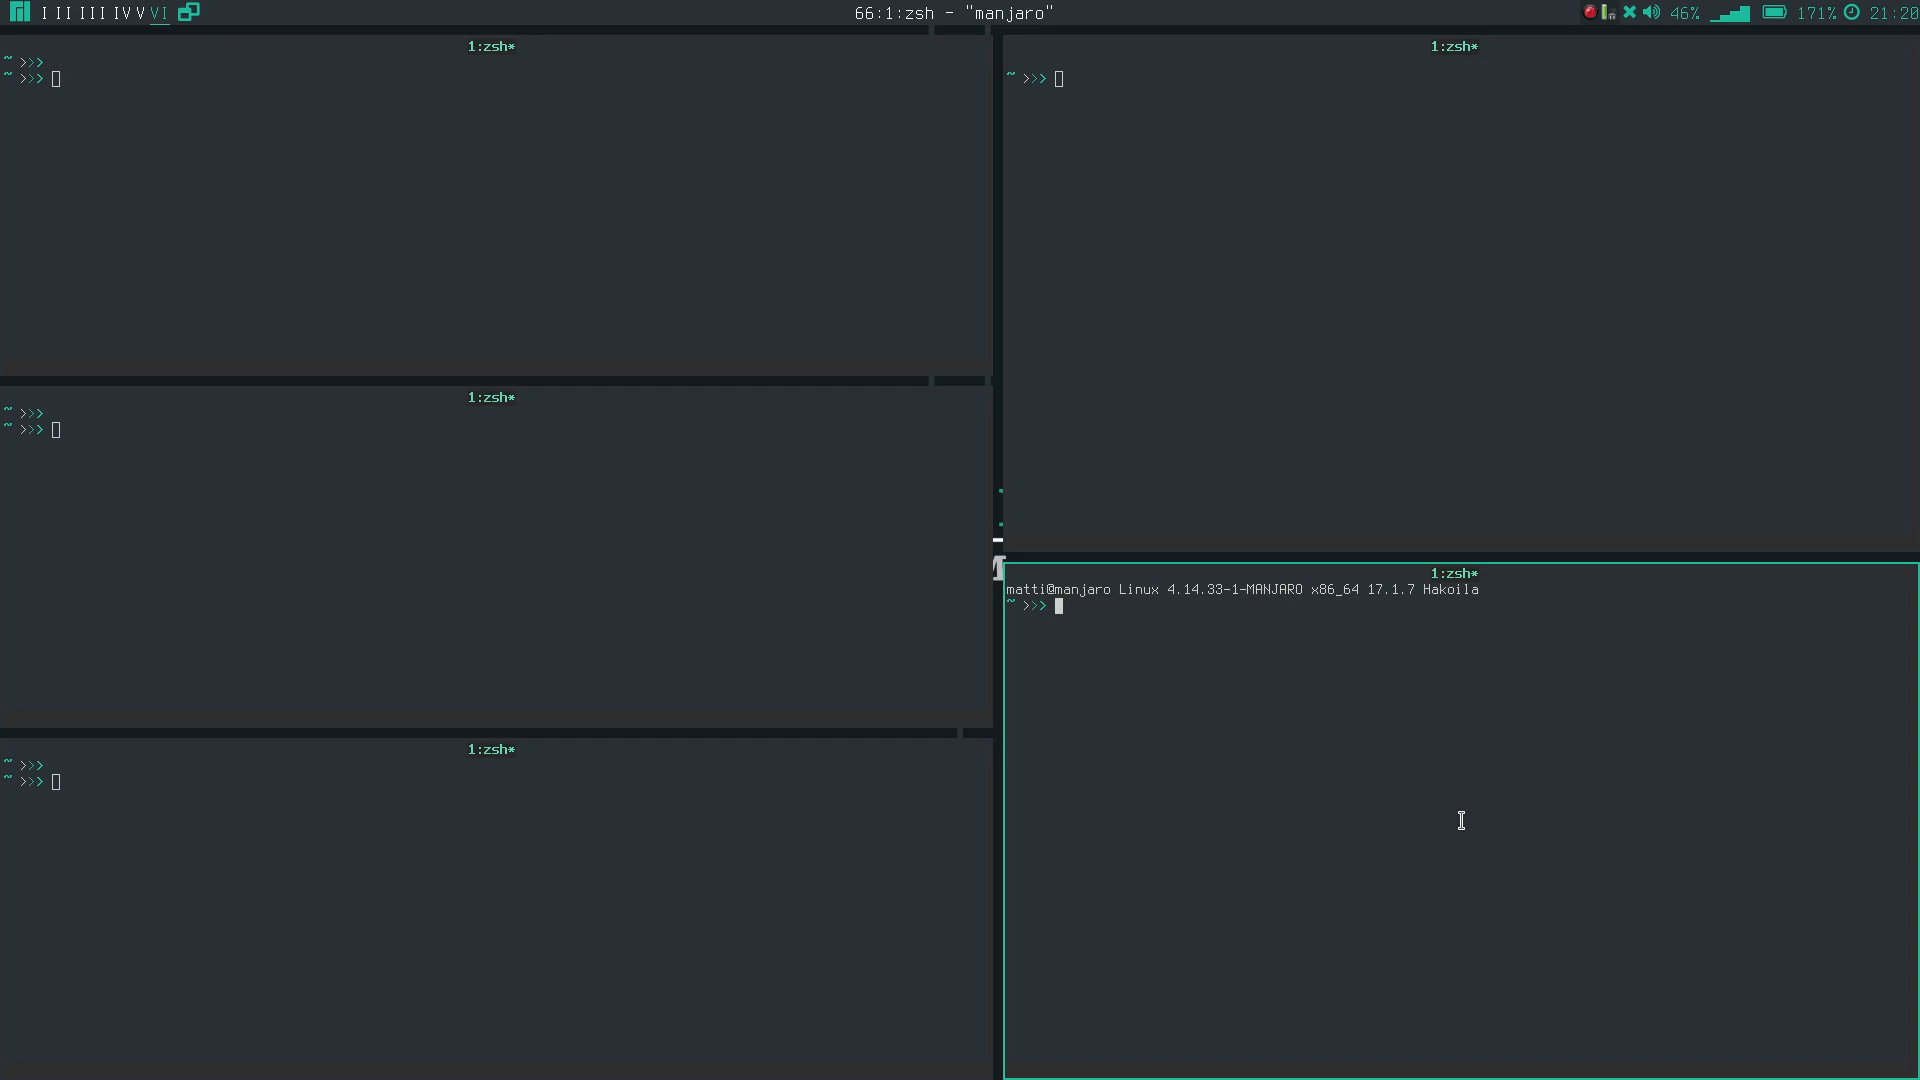 I II III IV V VI 66:1:zsh - "manjaro" 46% 171% 21:20
1:zsh*
~ >>>
~ >>>
1:zsh*
~ >>>
~ >>>
1:zsh*
~ >>>
~ >>>
1:zsh*
~ >>>
M
1:zsh*
matti@manjaro Linux 4.14.33-1-MANJARO x86_64 17.1.7 Hakoila
~ >>>